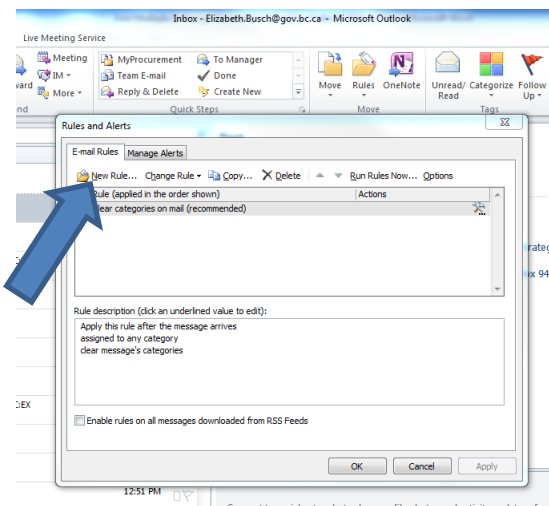 Inbox - Elizabeth.Busch@gov.bc.ca - Microsoft Outlook
Live Meeting Service
Meeting MyProcurement To Manager
IM Team E-mail Done Move Rules OneNote Unread/ Categorize Follow
More Reply & Delete Create New Read Up
Quick Steps Move Tags
Rules and Alerts
E-mail Rules Manage Alerts
New Rule... Change Rule Copy... Delete Run Rules Now... Options
Rule (applied in the order shown) Actions
Clear categories on mail (recommended)
Rule description (click an underlined value to edit):
Apply this rule after the message arrives
assigned to any category
clear message's categories
Enable rules on all messages downloaded from RSS Feeds
OK Cancel Apply
12:51 PM